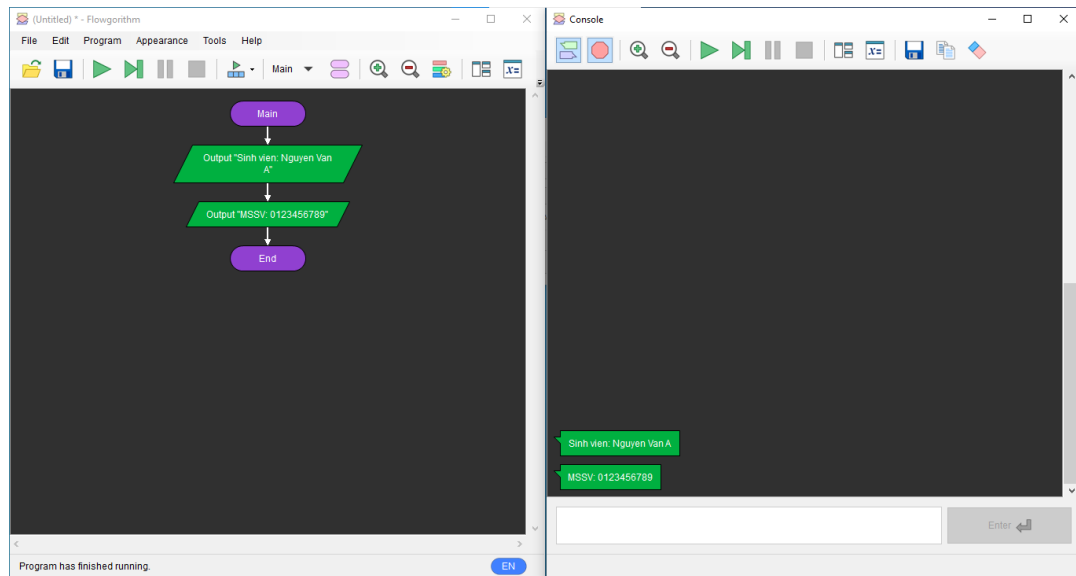 (Untitled) * - Flowgorithm
File Edit Program Appearance Tools Help
Main
x=
Main
Output "Sinh vien: Nguyen Van
A"
Output "MSSV: 0123456789"
End
Program has finished running.
EN
Console
x=
Sinh vien: Nguyen Van A
MSSV: 0123456789
Enter